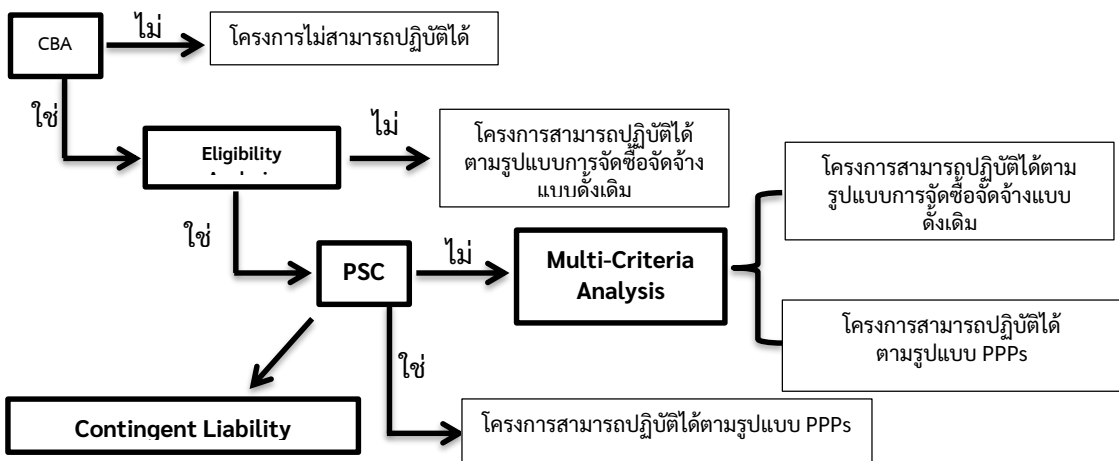 CBA
ไม่
โครงการไม่สามารถปฏิบัติได้
ใช่
Eligibility
ไม่
โครงการสามารถปฏิบัติได้
ตามรูปแบบการจัดซื้อจัดจ้าง
แบบดั้งเดิม
ใช่
PSC
ไม่
Multi-Criteria
Analysis
โครงการสามารถปฏิบัติได้ตาม
รูปแบบการจัดซื้อจัดจ้างแบบ
ดั้งเดิม
โครงการสามารถปฏิบัติได้
ตามรูปแบบ PPPs
ใช่
โครงการสามารถปฏิบัติได้ตามรูปแบบ PPPs
Contingent Liability